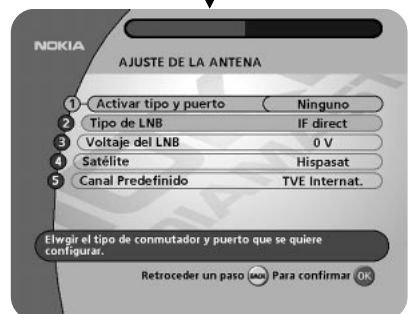 NOKIA
AJUSTE DE LA ANTENA
1 Activar tipo y puerto Ninguno
2 Tipo de LNB IF direct
3 Voltaje del LNB 0 V
4 Satélite Hispasat
5 Canal Predefinido TVE Internat.
Elwgir el tipo de conmutador y puerto que se quiere
configurar.
Retroceder un paso BACK Para confirmar OK